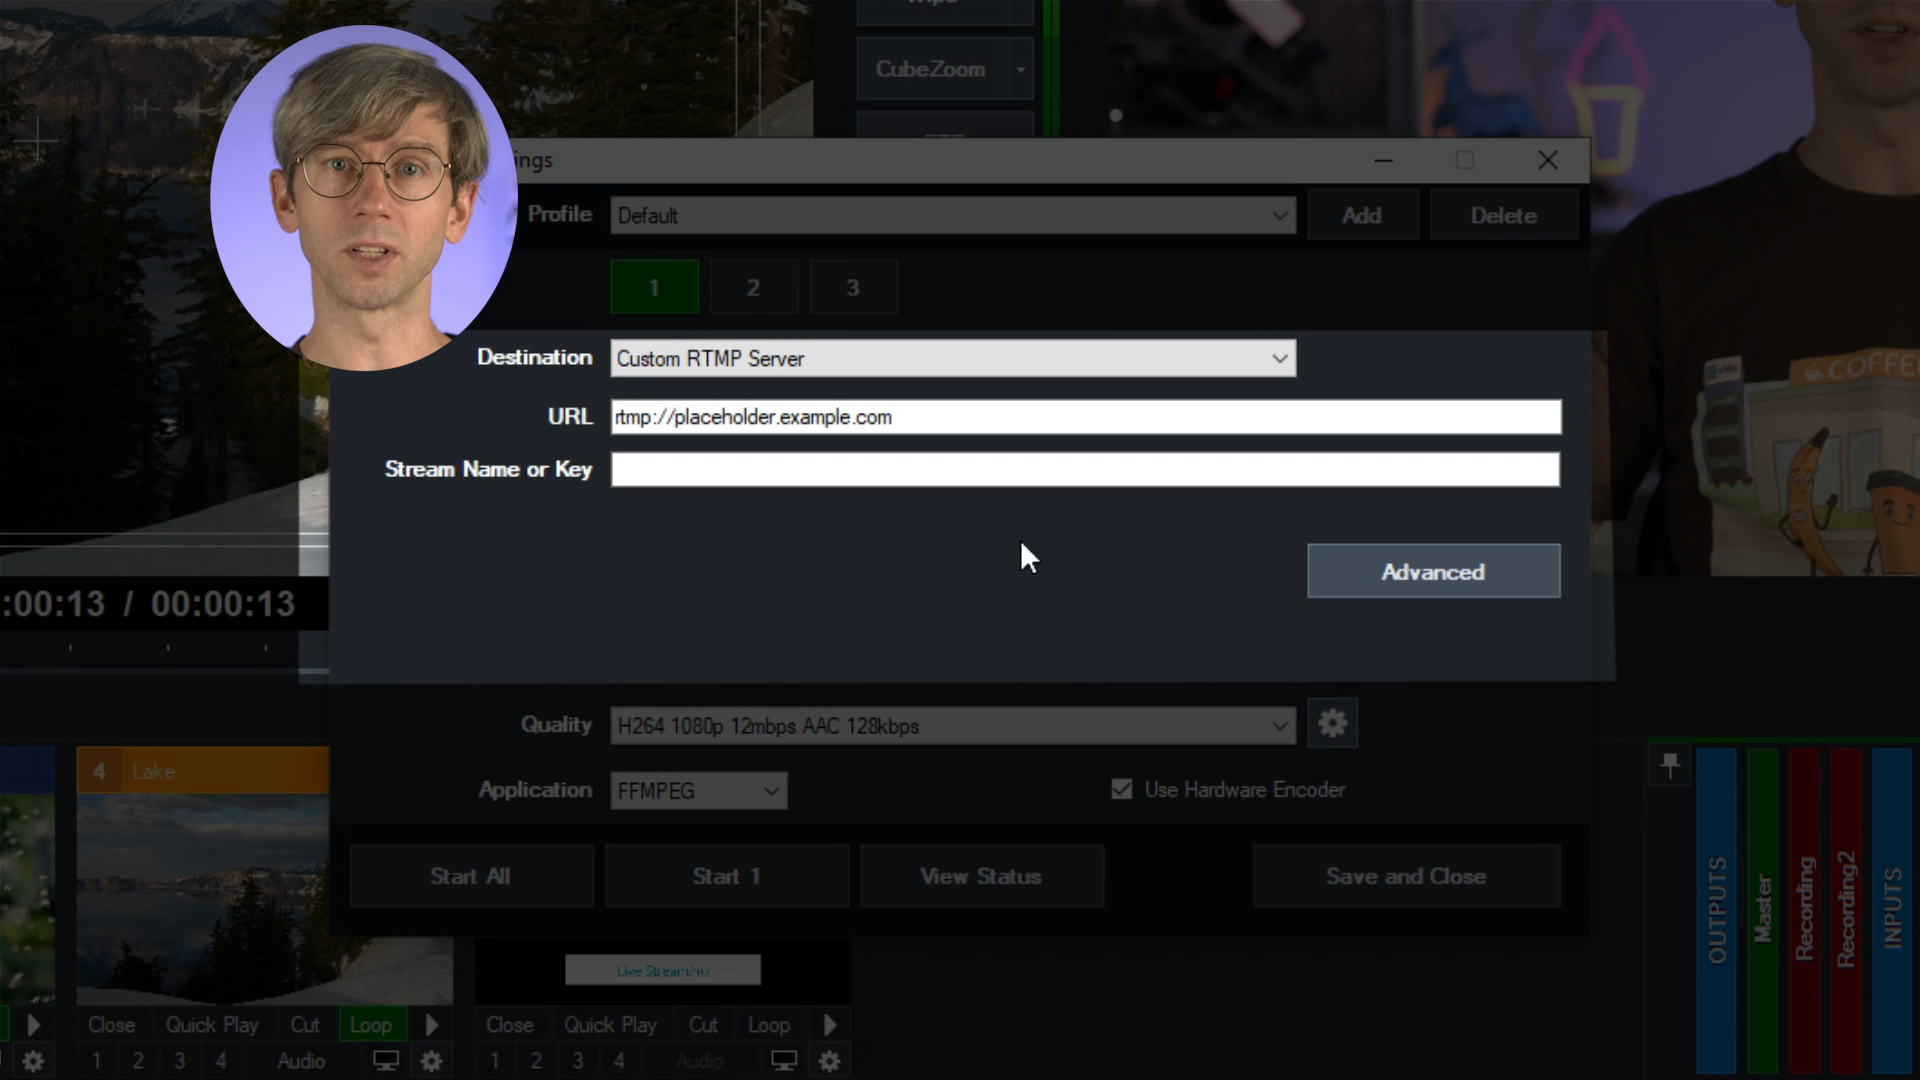 CubeZoom
ings
Profile
Default
Add
Delete
1
2
3
Destination
Custom RTMP Server
URL
rtmp://placeholder.example.com
Stream Name or Key
Advanced
:00:13 / 00:00:13
Quality
H264 1080p 12mbps AAC 128kbps
Application
FFMPEG
Use Hardware Encoder
Start All
Start 1
View Status
Save and Close
4 Lake
Live Streaming
Close Quick Play Cut Loop
1 2 3 4 Audio
Close Quick Play Cut Loop
1 2 3 4 Audio
OUTPUTS
Master
Recording
Recording2
INPUTS
COFFE